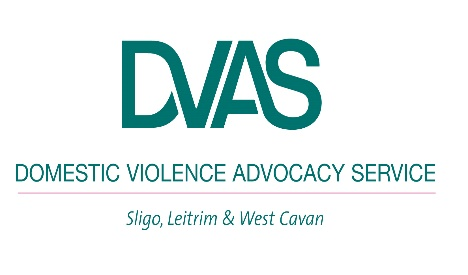 DVAS
DOMESTIC VIOLENCE ADVOCACY SERVICE
Sligo, Leitrim & West Cavan